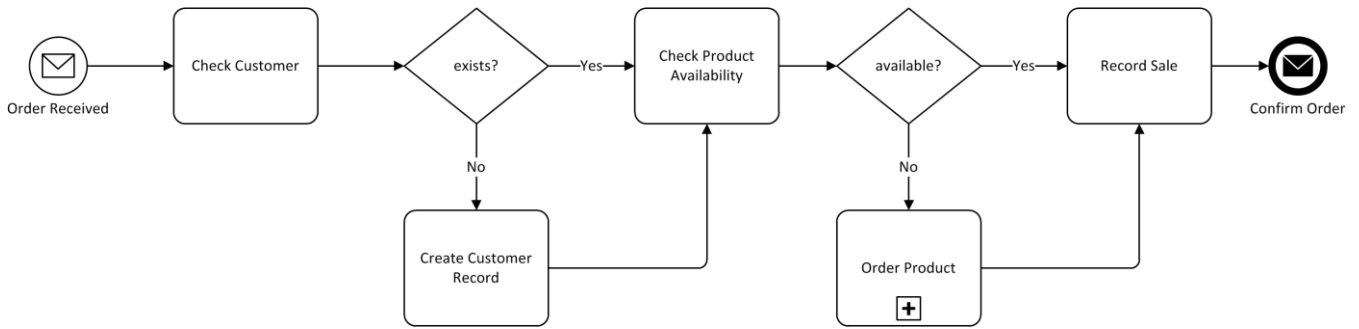 Order Received
Check Customer
exists?
Yes
No
Create Customer
Record
Check Product
Availability
available?
Yes
No
Order Product
Record Sale
Confirm Order